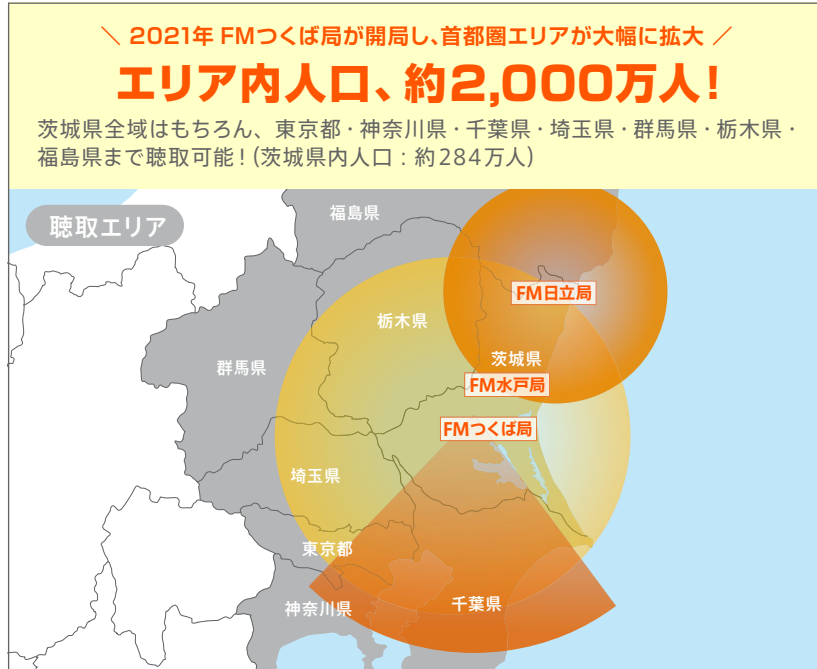 ＼ 2021年 FMつくば局が開局し、首都圏エリアが大幅に拡大 ／
エリア内人口、約2,000万人！
茨城県全域はもちろん、東京都・神奈川県・千葉県・埼玉県・群馬県・栃木県・
福島県まで聴取可能！(茨城県内人口：約284万人)
聴取エリア
福島県
FM日立局
栃木県
茨城県
群馬県
FM水戸局
FMつくば局
埼玉県
東京都
神奈川県
千葉県